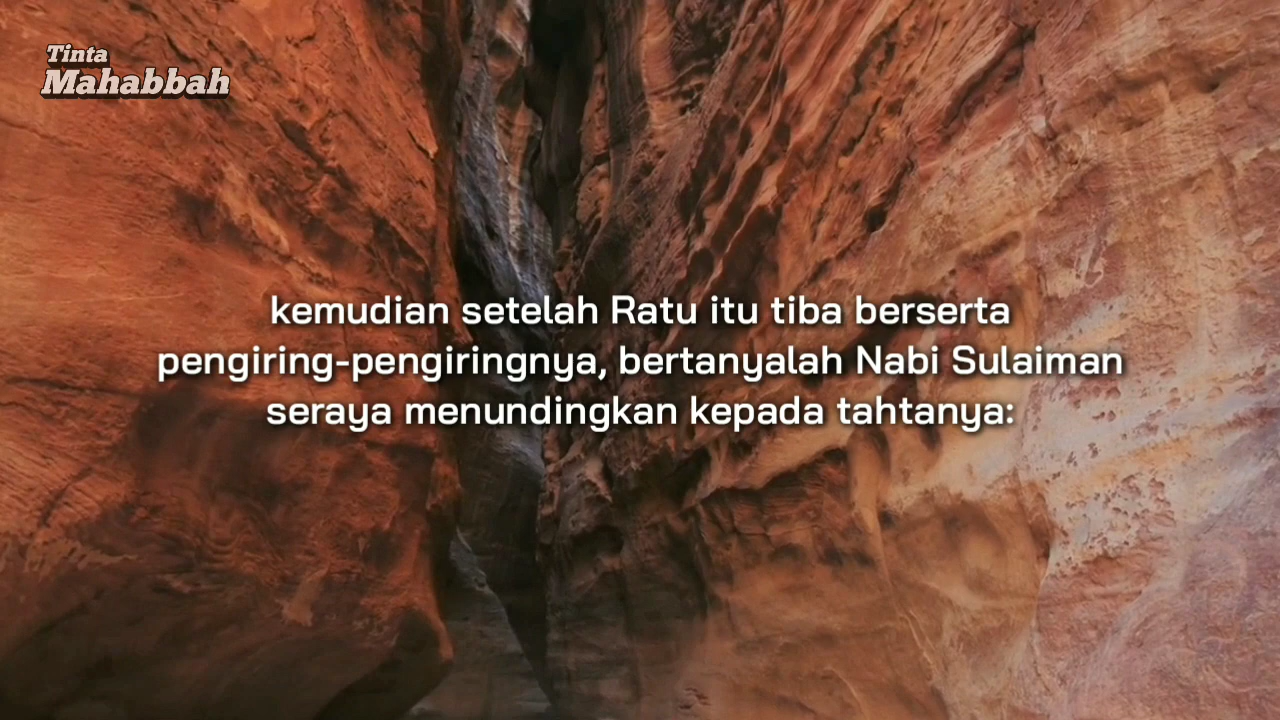 Tinta
Mahabbah
kemudian setelah Ratu itu tiba berserta
pengiring-pengiringnya, bertanyalah Nabi Sulaiman
seraya menundingkan kepada tahtanya: